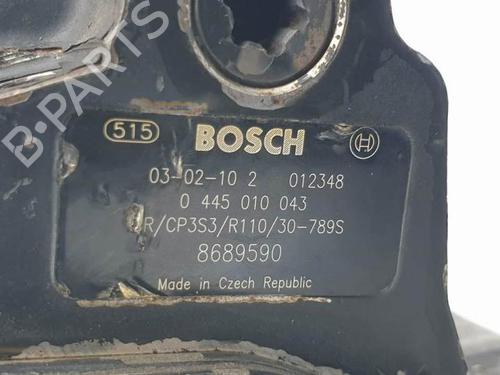 B-PARTS
515 BOSCH
03-02-10 2 012348
0 445 010 043
R/CP3S3/R110/30-789S
8689590
Made in Czech Republic